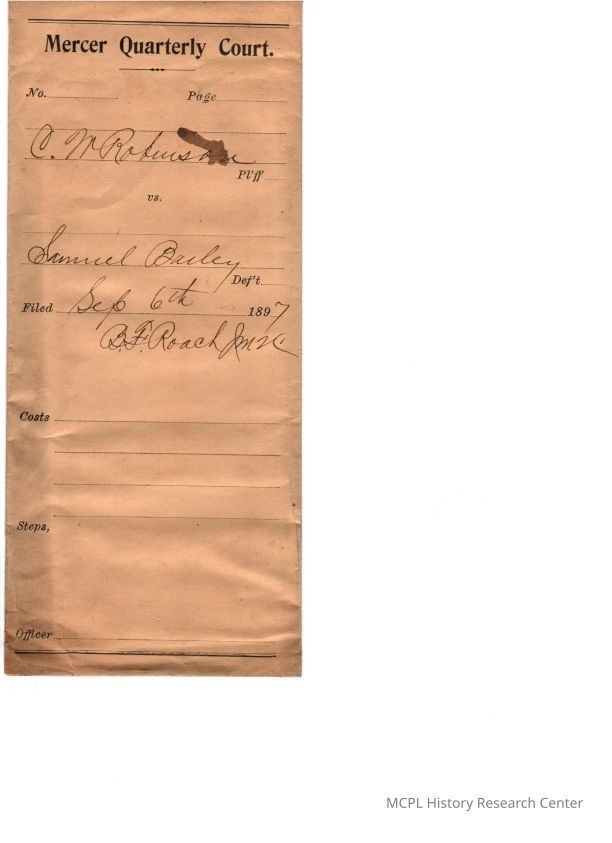 Mercer Quarterly Court.
No. Page
C. M Robinson
Pl'ff
vs.
Samuel Bailey
Def't.
Filed Sep 6th 1897
B.F. Roach
Costs
Steps,
Officer
MCPL History Research Center